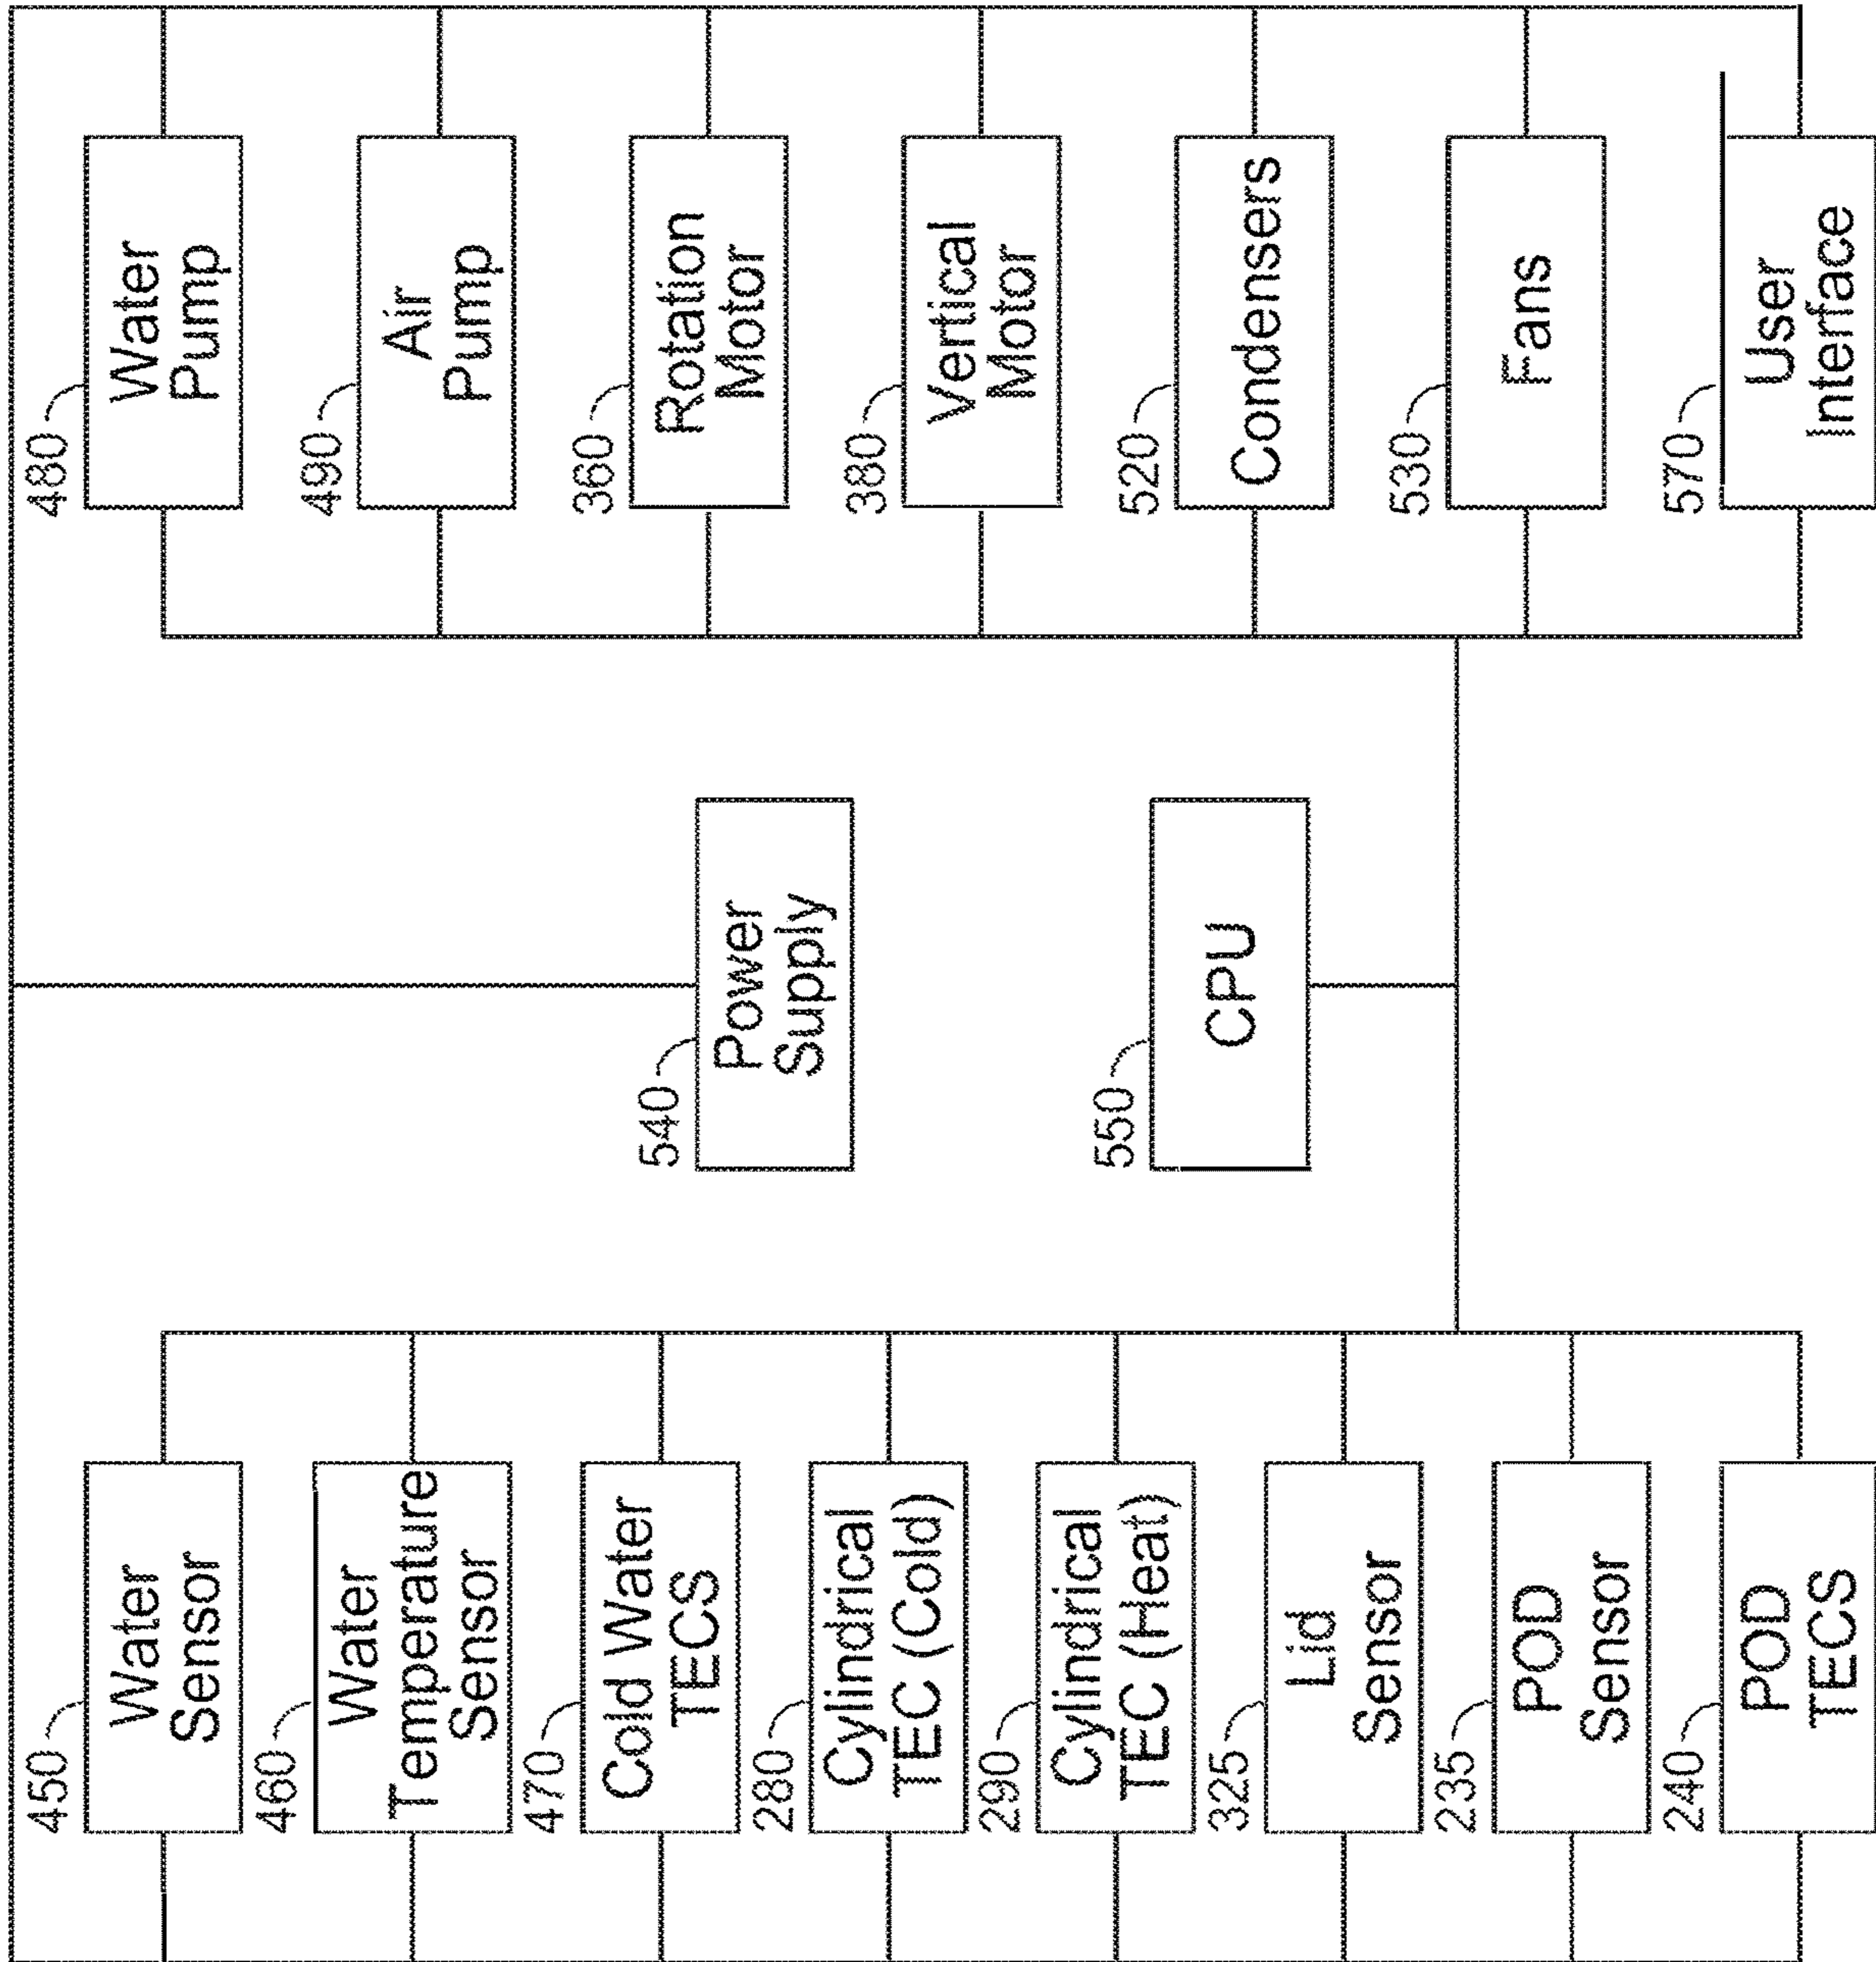 450
Water
Sensor
460
Water
Temperature
Sensor
470
Cold Water
TECS
280
Cylindrical
TEC (Cold)
290
Cylindrical
TEC (Heat)
325
Lid
Sensor
235
POD
Sensor
240
POD
TECS
540
Power
Supply
550
CPU
480
Water
Pump
490
Air
Pump
360
Rotation
Motor
380
Vertical
Motor
520
Condensers
530
Fans
570
User
Interface